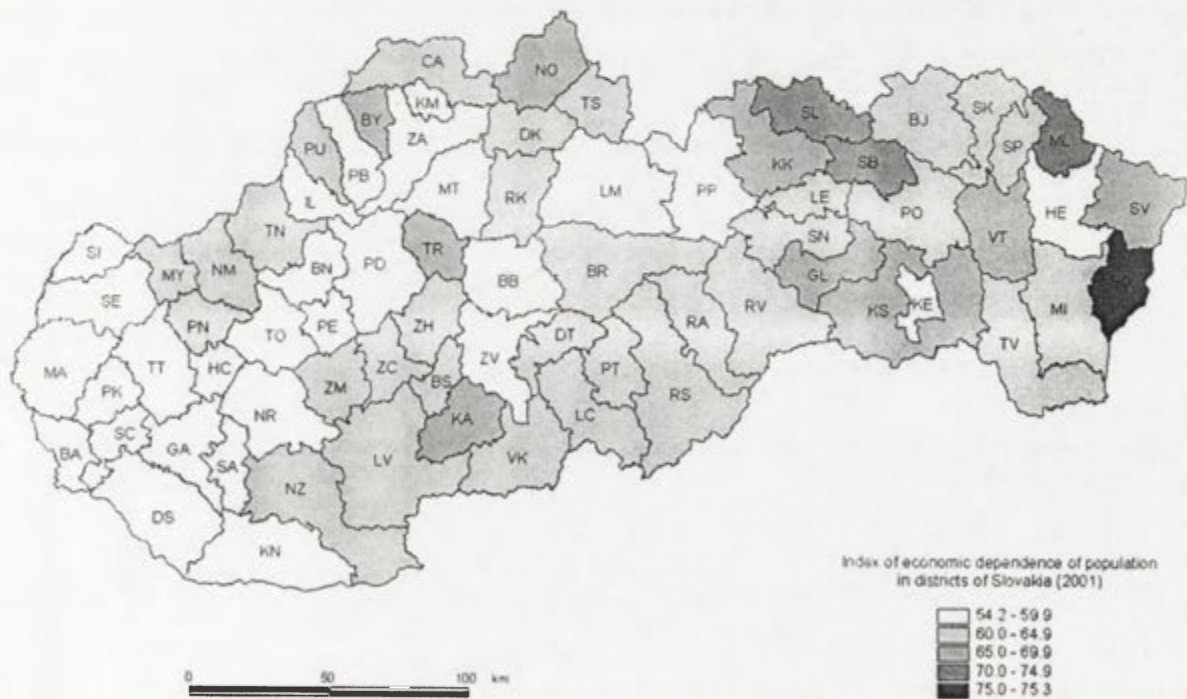 CA
NO
KM
BY
TS
ZA
DK
SL
BJ
SK
SP
ML
PU
PB
KK
SB
MT
RK
LM
PP
LE
PO
HE
SV
IL
TN
TR
SN
VT
SI
MY
NM
BN
PD
BB
BR
GL
SE
PN
TO
PE
ZH
RA
RV
KS
KE
MI
MA
TT
HC
ZM
ZC
BS
ZV
DT
PT
TV
PK
NR
KA
LC
RS
BA
SC
GA
SA
LV
VK
NZ
DS
KN
Index of economic dependence of population
in districts of Slovakia (2001)
54.2 - 59.9
60.0 - 64.9
65.0 - 69.9
70.0 - 74.9
75.0 - 75.3
0 50 100 km